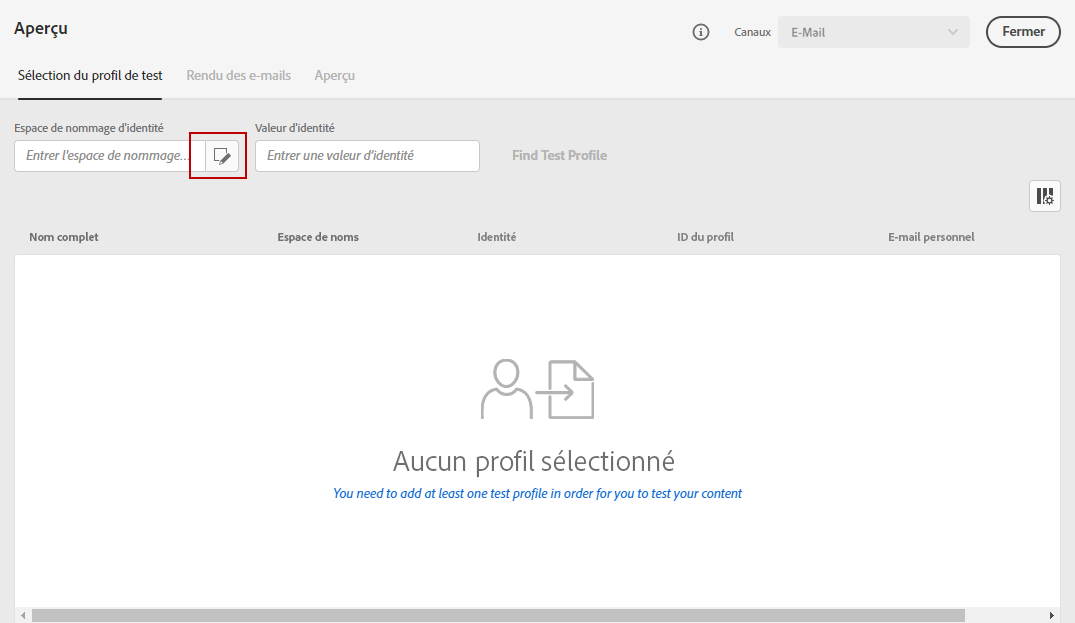 Aperçu
Canaux
E-Mail
Fermer
Sélection du profil de test
Rendu des e-mails
Aperçu
Espace de nommage d'identité
Valeur d'identité
Entrer l'espace de nommage...
Entrer une valeur d'identité
Find Test Profile
Nom complet
Espace de noms
Identité
ID du profil
E-mail personnel
Aucun profil sélectionné
You need to add at least one test profile in order for you to test your content